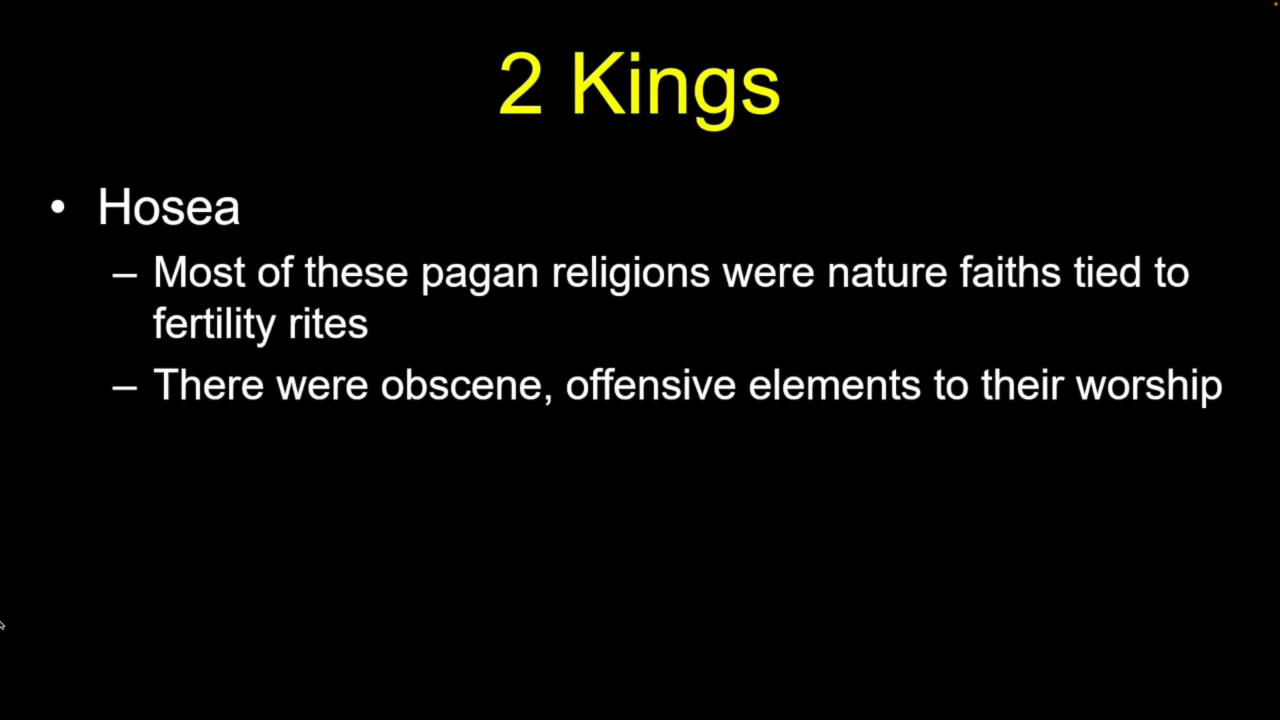 2 Kings
• Hosea
– Most of these pagan religions were nature faiths tied to
fertility rites
– There were obscene, offensive elements to their worship